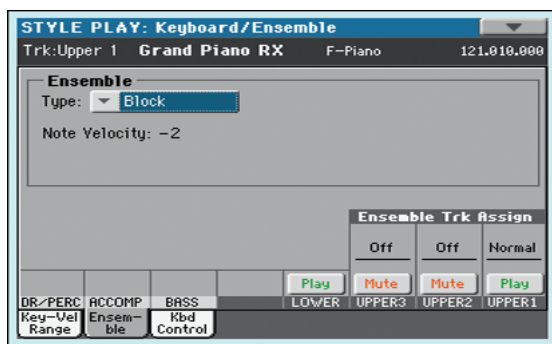 STYLE PLAY: Keyboard/Ensemble
Trk:Upper 1 Grand Piano RX F-Piano 121.010.000
Ensemble
Type: Block
Note Velocity: -2
Ensemble Trk Assign
Off Off Normal
Play Mute Mute Play
DR/PERC ACCOMP BASS LOWER UPPER3 UPPER2 UPPER1
Key-Vel Ensem- Kbd
Range ble Control